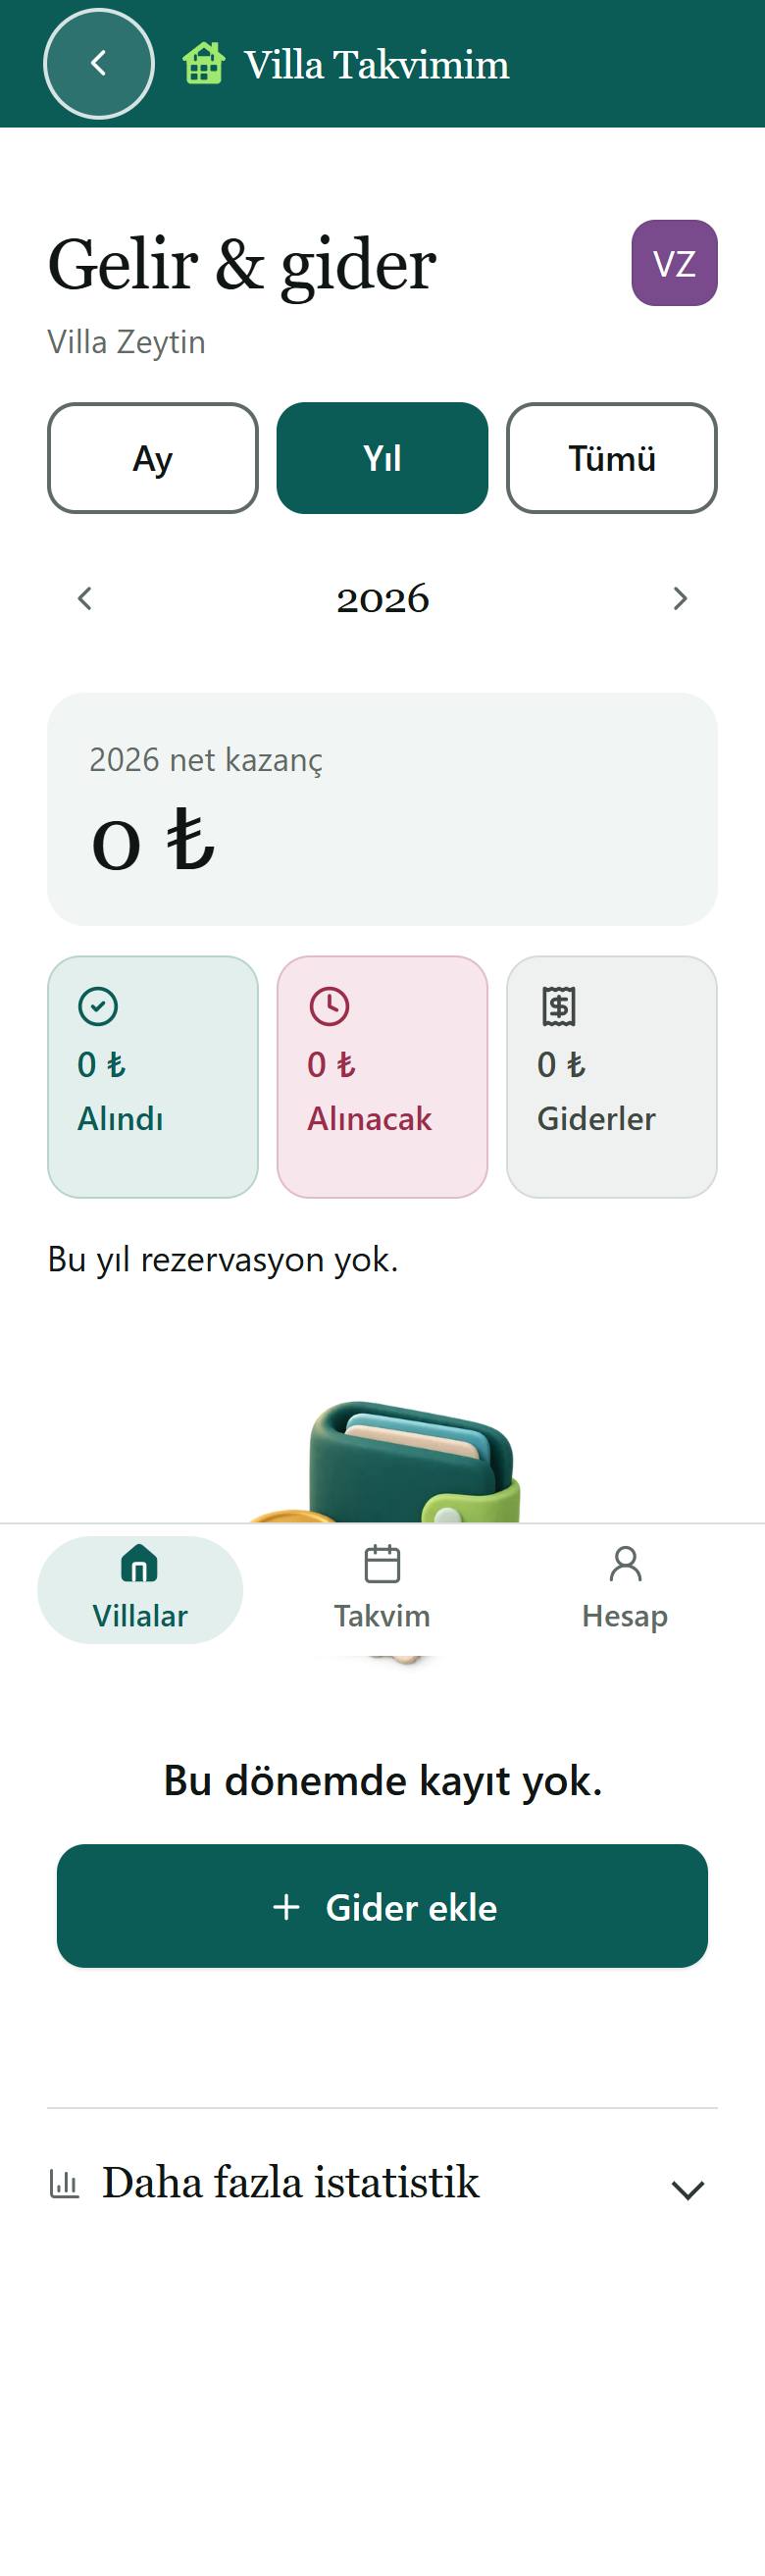 Villa Takvimim
Gelir & gider
VZ
Villa Zeytin
Ay
Yıl
Tümü
2026
2026 net kazanç
0 ₺
0 ₺
Alındı
0 ₺
Alınacak
0 ₺
Giderler
Bu yıl rezervasyon yok.
Villalar
Takvim
Hesap
Bu dönemde kayıt yok.
Gider ekle
Daha fazla istatistik